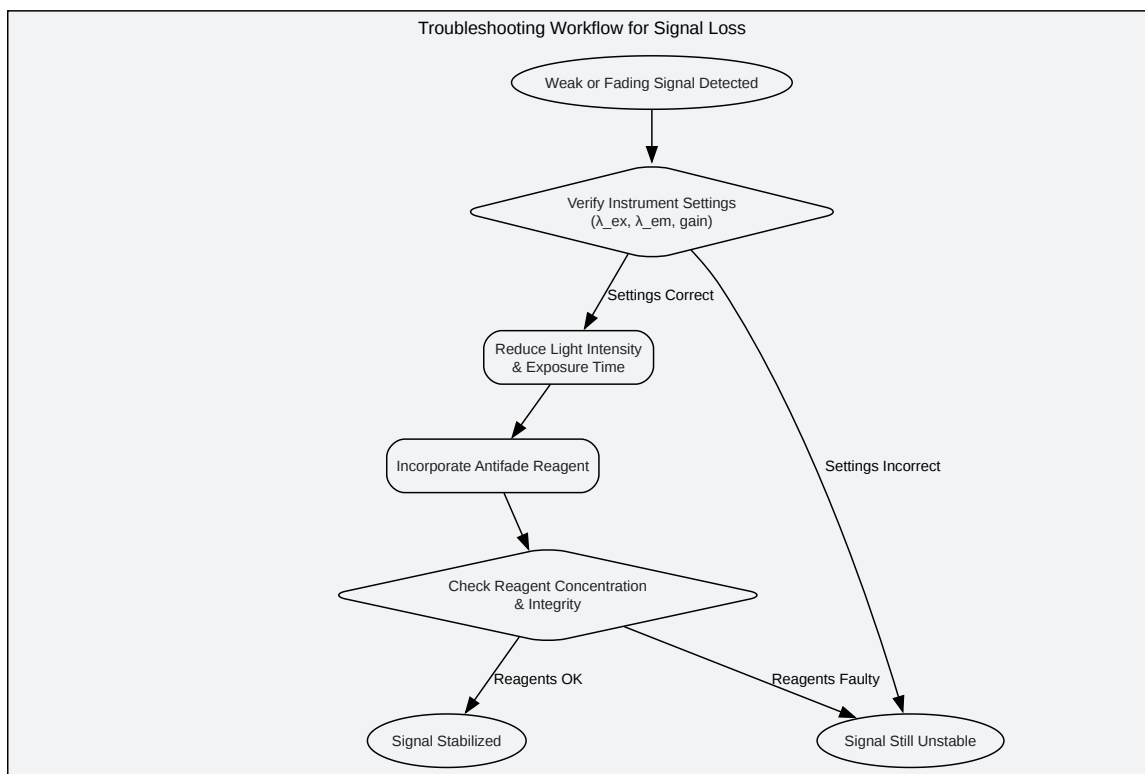 Troubleshooting Workflow for Signal Loss
Weak or Fading Signal Detected
Verify Instrument Settings
(λ_ex, λ_em, gain)
Settings Correct
Reduce Light Intensity
& Exposure Time
Incorporate Antifade Reagent
Settings Incorrect
Check Reagent Concentration
& Integrity
Reagents OK
Reagents Faulty
Signal Stabilized
Signal Still Unstable